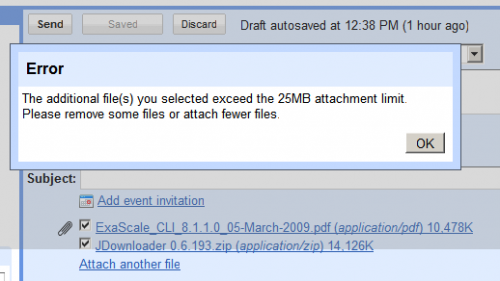 Send Saved Discard Draft autosaved at 12:38 PM (1 hour ago)
Error
The additional file(s) you selected exceed the 25MB attachment limit.
Please remove some files or attach fewer files.
OK
Subject:
Add event invitation
ExaScale_CLI_8.1.1.0_05-March-2009.pdf (application/pdf) 10,478K
JDownloader 0.6.193.zip (application/zip) 14,126K
Attach another file